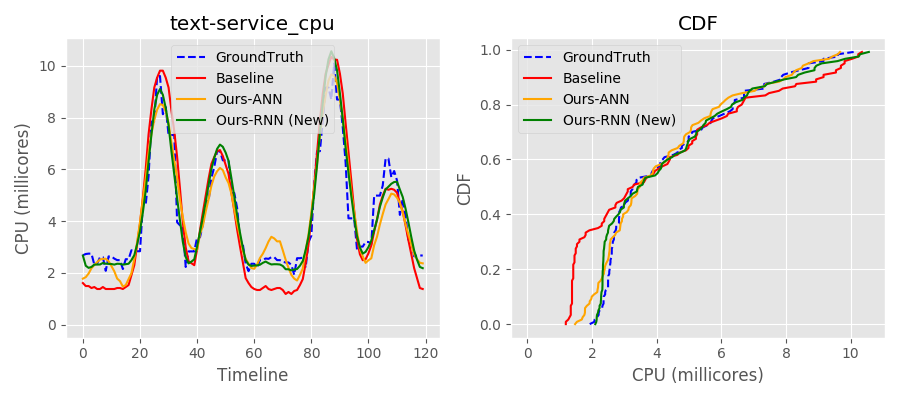 text-service_cpu
CPU (millicores)
10
8
6
4
2
0
GroundTruth
Baseline
Ours-ANN
Ours-RNN (New)
0 20 40 60 80 100 120
Timeline
CDF
CDF
1.0
0.8
0.6
0.4
0.2
0.0
GroundTruth
Baseline
Ours-ANN
Ours-RNN (New)
0 2 4 6 8 10
CPU (millicores)